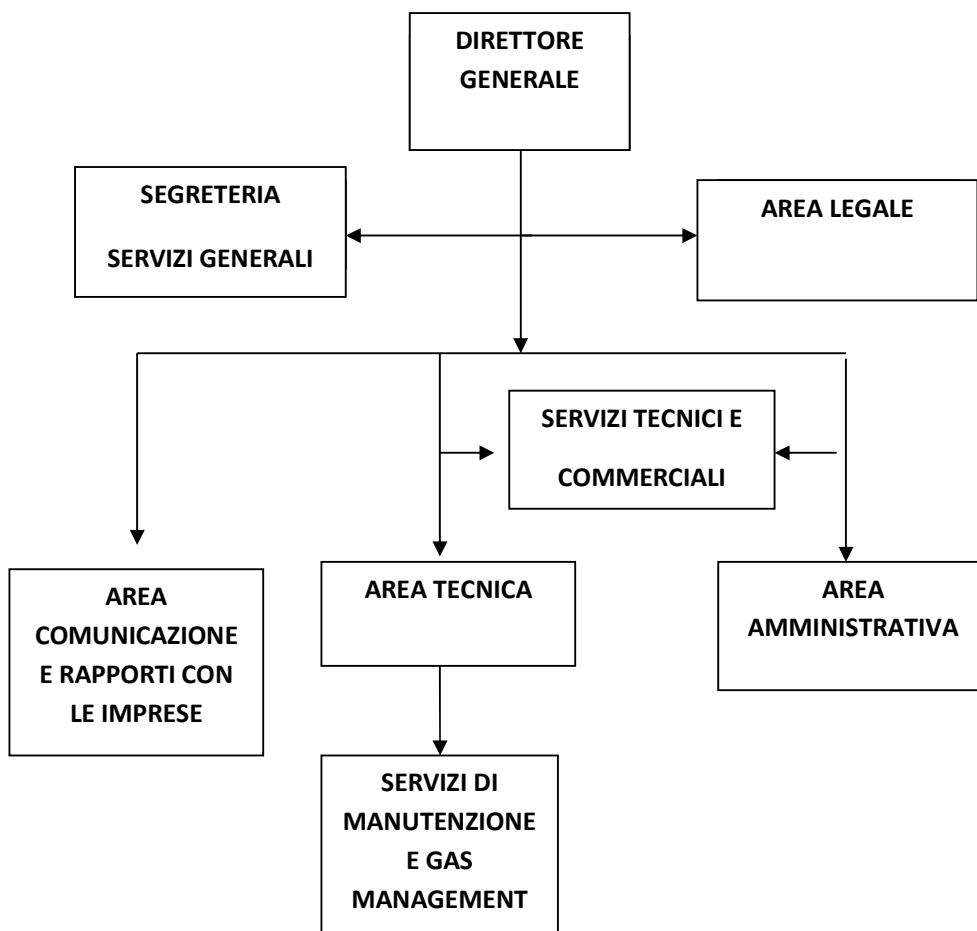 DIRETTORE
GENERALE
SEGRETERIA
SERVIZI GENERALI
AREA LEGALE
SERVIZI TECNICI E
COMMERCIALI
AREA
COMUNICAZIONE
E RAPPORTI CON
LE IMPRESE
AREA TECNICA
AREA
AMMINISTRATIVA
SERVIZI DI
MANUTENZIONE
E GAS
MANAGEMENT